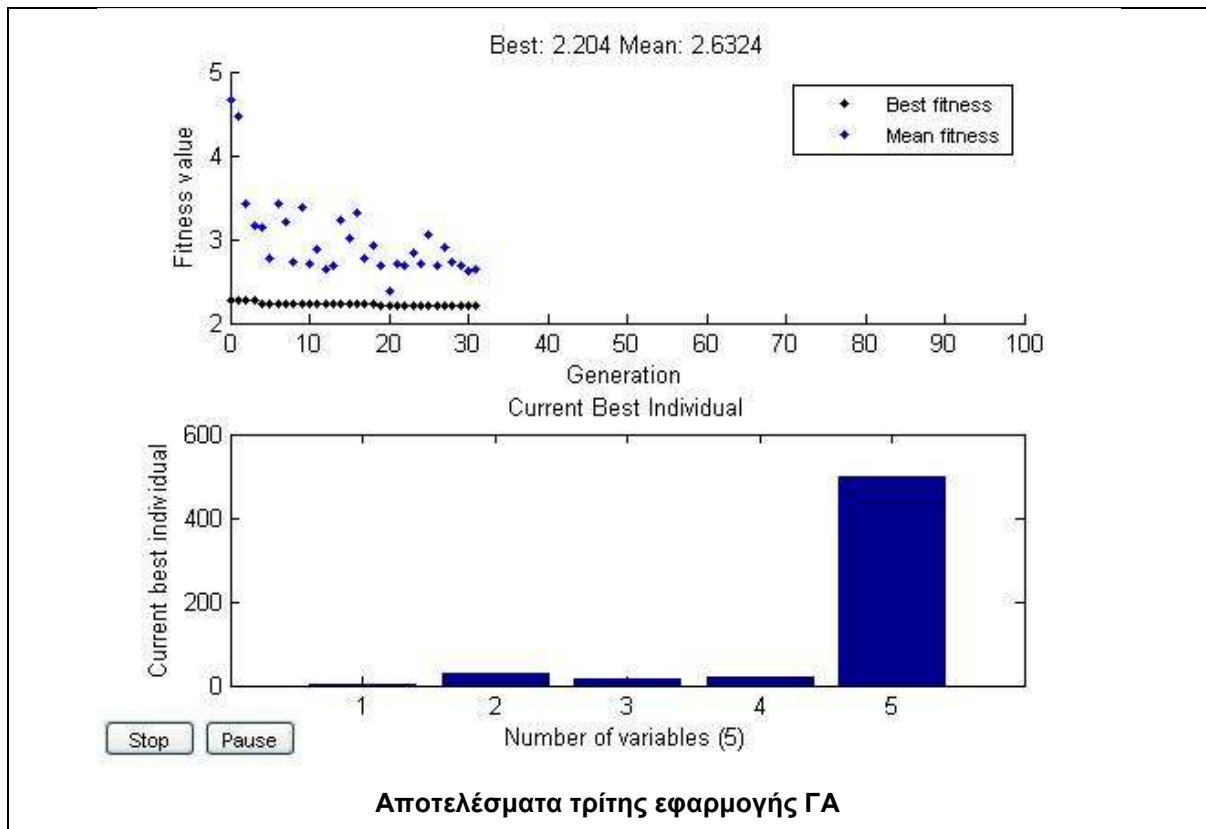 Best: 2.204 Mean: 2.6324
5
4
3
2
Fitness value
Best fitness
Mean fitness
0 10 20 30 40 50 60 70 80 90 100
Generation
Current Best Individual
600
400
200
0
Current best individual
1 2 3 4 5
Number of variables (5)
Stop Pause
Αποτελέσματα τρίτης εφαρμογής ΓΑ